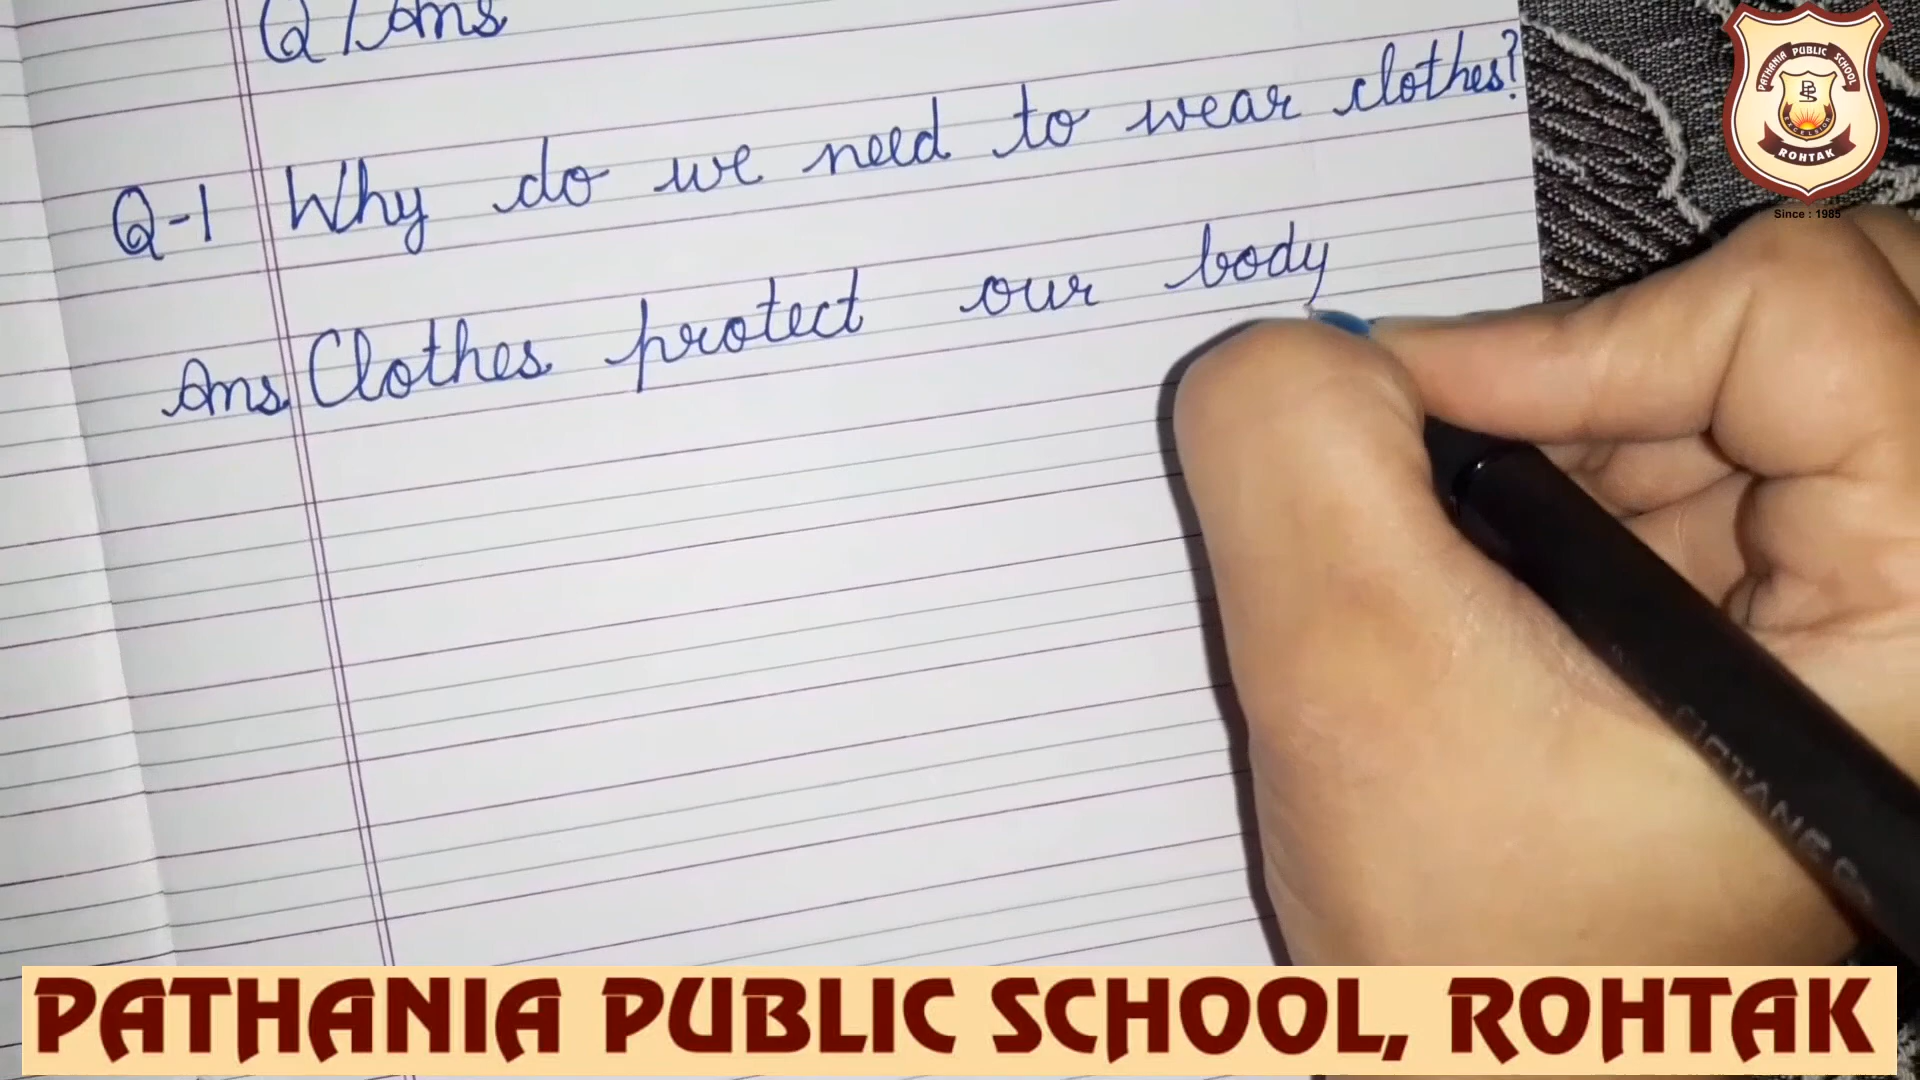 Q/Ans
Q-1 Why do we need to wear clothes?
Ans. Clothes protect our body
PATHANIA PUBLIC SCHOOL
EXCELSIOR
ROHTAK
Since : 1985
PATHANIA PUBLIC SCHOOL, ROHTAK